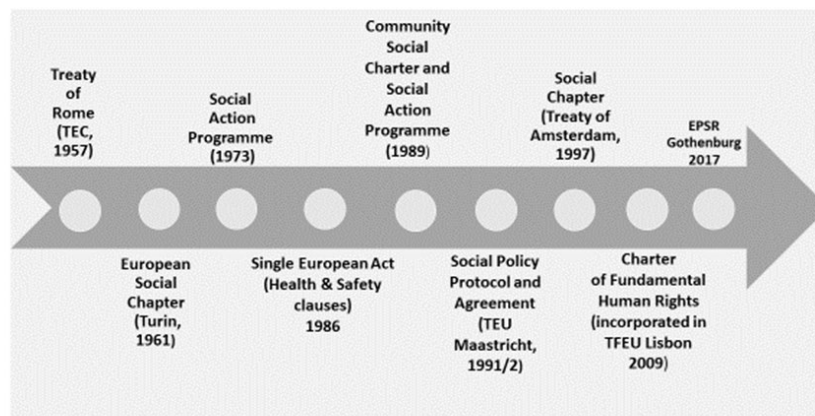 Treaty
of
Rome
(TEC,
1957)
European
Social
Chapter
(Turin,
1961)
Social
Action
Programme
(1973)
Single European Act
(Health & Safety
clauses)
1986
Community
Social
Charter and
Social
Action
Programme
(1989)
Social Policy
Protocol and
Agreement
(TEU
Maastricht,
1991/2)
Social
Chapter
(Treaty of
Amsterdam,
1997)
Charter
of Fundamental
Human Rights
(incorporated in
TFEU Lisbon
2009)
EPSR
Gothenburg
2017